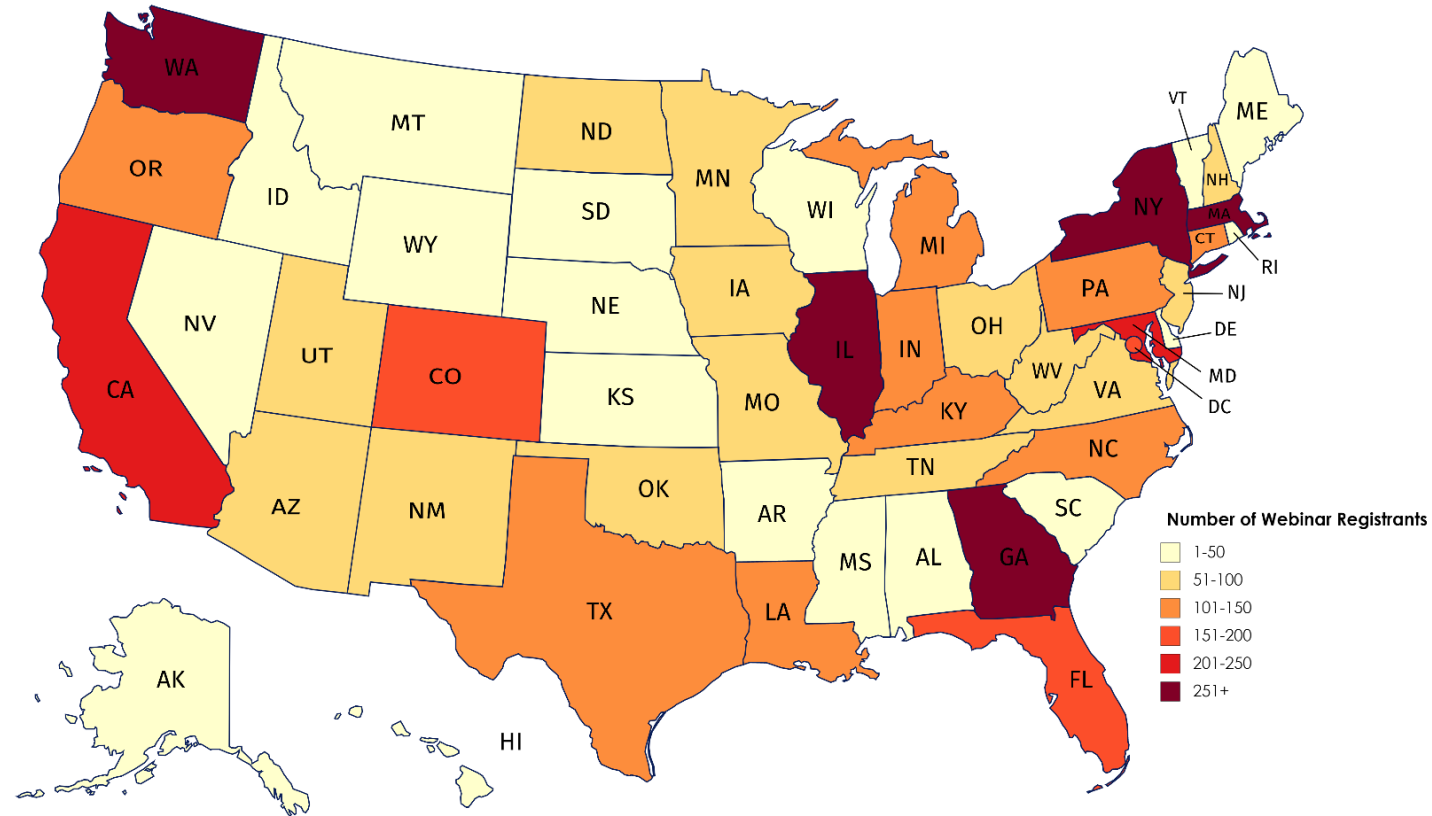 WA
MT
ND
MN
VT
ME
OR
ID
SD
WI
NH
WY
MI
NY
MA
CT
RI
NE
IA
PA
NJ
NV
UT
CO
IL
IN
OH
DE
CA
KS
MO
KY
WV
VA
MD
DC
AZ
NM
OK
AR
TN
NC
SC
MS
AL
GA
TX
LA
FL
AK
HI
Number of Webinar Registrants
1-50
51-100
101-150
151-200
201-250
251+